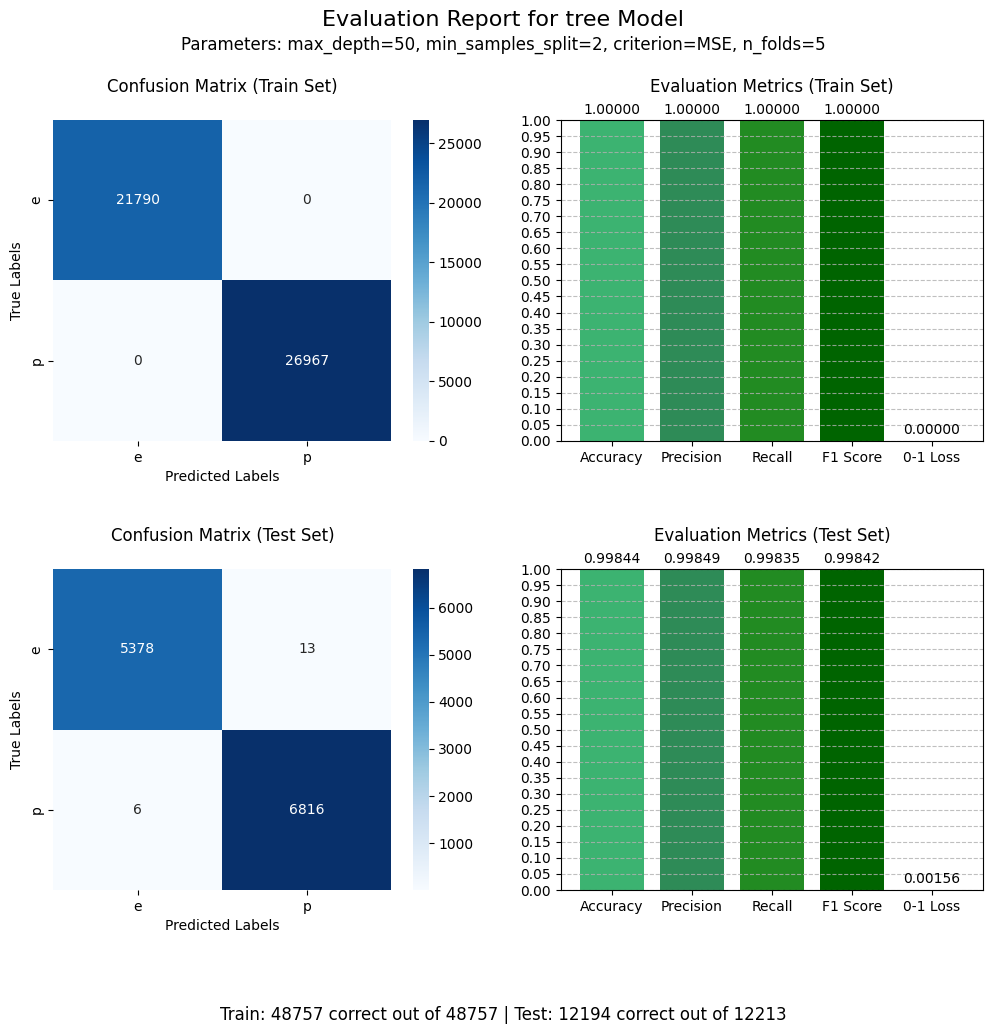 Evaluation Report for tree Model
Parameters: max_depth=50, min_samples_split=2, criterion=MSE, n_folds=5
Confusion Matrix (Train Set)
True Labels
e
p
21790
0
0
26967
e
p
Predicted Labels
25000
20000
15000
10000
5000
0
Evaluation Metrics (Train Set)
1.00000
1.00000
1.00000
1.00000
0.00000
1.00
0.95
0.90
0.85
0.80
0.75
0.70
0.65
0.60
0.55
0.50
0.45
0.40
0.35
0.30
0.25
0.20
0.15
0.10
0.05
0.00
Accuracy
Precision
Recall
F1 Score
0-1 Loss
Confusion Matrix (Test Set)
True Labels
e
p
5378
13
6
6816
e
p
Predicted Labels
6000
5000
4000
3000
2000
1000
Evaluation Metrics (Test Set)
0.99844
0.99849
0.99835
0.99842
0.00156
1.00
0.95
0.90
0.85
0.80
0.75
0.70
0.65
0.60
0.55
0.50
0.45
0.40
0.35
0.30
0.25
0.20
0.15
0.10
0.05
0.00
Accuracy
Precision
Recall
F1 Score
0-1 Loss
Train: 48757 correct out of 48757 | Test: 12194 correct out of 12213